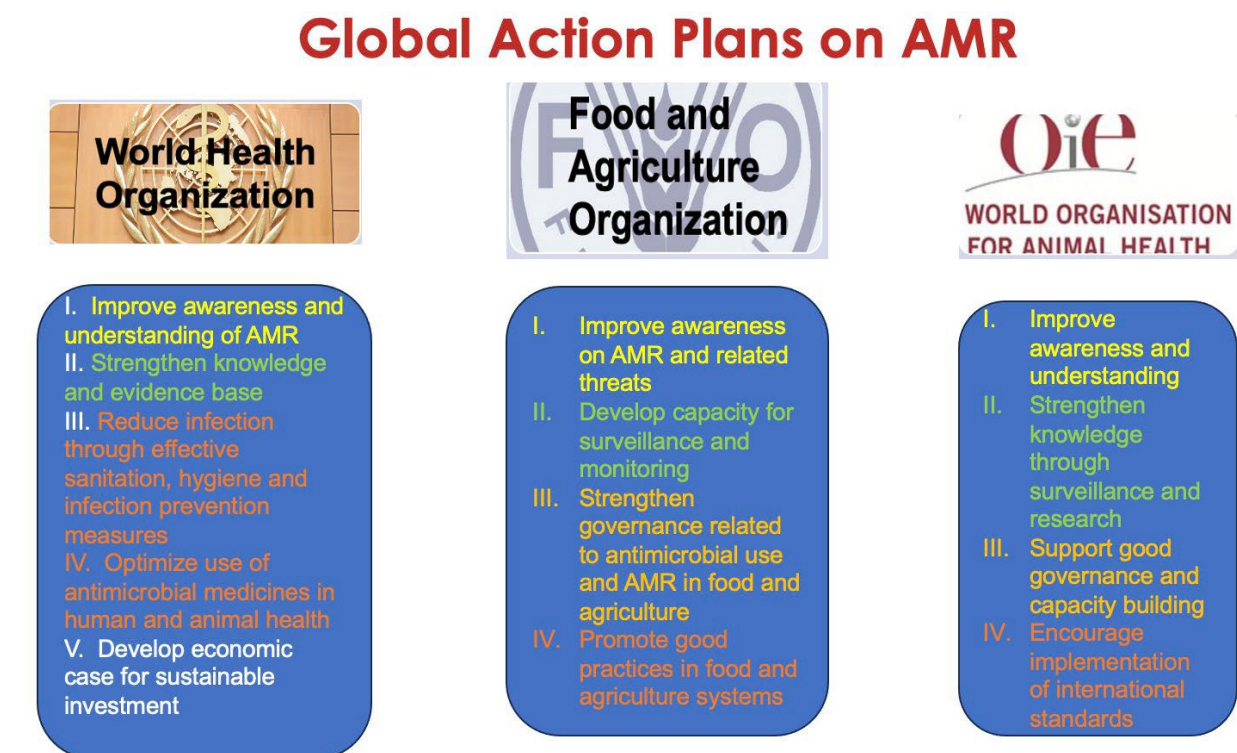 Global Action Plans on AMR
World Health
Organization
I. Improve awareness and
understanding of AMR
II. Strengthen knowledge
and evidence base
III. Reduce infection
through effective
sanitation, hygiene and
infection prevention
measures
IV. Optimize use of
antimicrobial medicines in
human and animal health
V. Develop economic
case for sustainable
investment
F O
Food and
Agriculture
Organization
I. Improve awareness
on AMR and related
threats
II. Develop capacity for
surveillance and
monitoring
III. Strengthen
governance related
to antimicrobial use
and AMR in food and
agriculture
IV. Promote good
practices in food and
agriculture systems
Oie
WORLD ORGANISATION
FOR ANIMAL HEALTH
I. Improve
awareness and
understanding
II. Strengthen
knowledge
through
surveillance and
research
III. Support good
governance and
capacity building
IV. Encourage
implementation
of international
standards